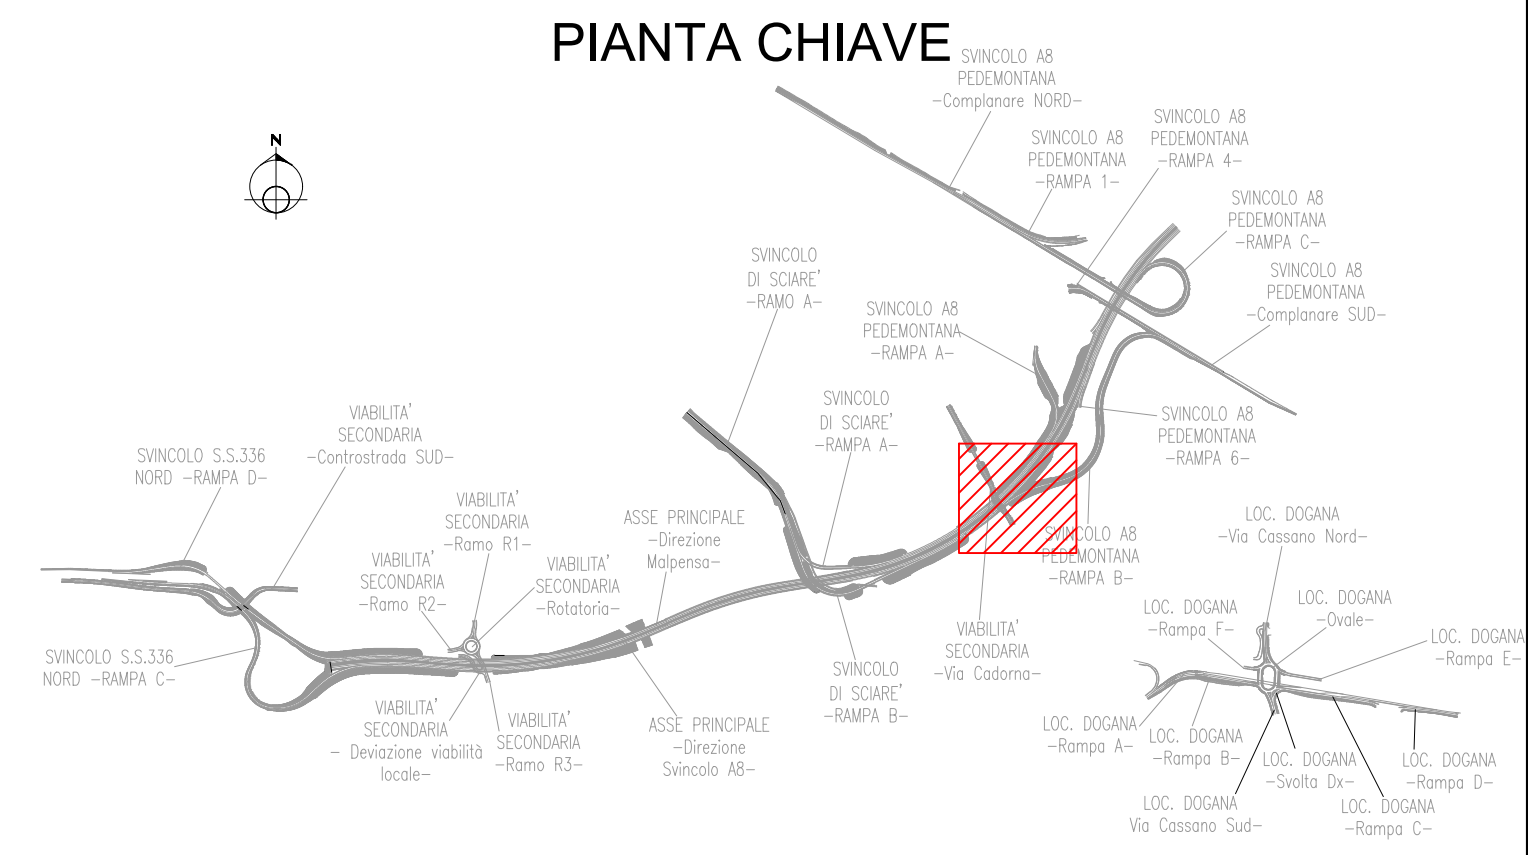 PIANTA CHIAVE
N
SVINCOLO A8
PEDEMONTANA
-Complanare NORD-
SVINCOLO A8
PEDEMONTANA
-RAMPA 1-
SVINCOLO A8
PEDEMONTANA
-RAMPA 4-
SVINCOLO A8
PEDEMONTANA
-RAMPA C-
SVINCOLO A8
PEDEMONTANA
-Complanare SUD-
SVINCOLO
DI SCIARE'
-RAMO A-
SVINCOLO A8
PEDEMONTANA
-RAMPA A-
SVINCOLO
DI SCIARE'
-RAMPA A-
SVINCOLO A8
PEDEMONTANA
-RAMPA 6-
VIABILITA'
SECONDARIA
-Controstrada SUD-
SVINCOLO S.S.336
NORD -RAMPA D-
VIABILITA'
SECONDARIA
-Ramo R1-
ASSE PRINCIPALE
-Direzione
Malpensa-
VIABILITA'
SECONDARIA
-Ramo R2-
VIABILITA'
SECONDARIA
-Rotatoria-
SVINCOLO A8
PEDEMONTANA
-RAMPA B-
LOC. DOGANA
-Via Cassano Nord-
LOC. DOGANA
-Rampa F-
LOC. DOGANA
-Ovale-
LOC. DOGANA
-Rampa E-
VIABILITA'
SECONDARIA
-Via Cadorna-
SVINCOLO S.S.336
NORD -RAMPA C-
SVINCOLO
DI SCIARE'
-RAMPA B-
VIABILITA'
SECONDARIA
- Deviazione viabilità
locale-
VIABILITA'
SECONDARIA
-Ramo R3-
ASSE PRINCIPALE
-Direzione
Svincolo A8-
LOC. DOGANA
-Rampa A-
LOC. DOGANA
-Rampa B-
LOC. DOGANA
-Svolta Dx-
LOC. DOGANA
-Rampa D-
LOC. DOGANA
Via Cassano Sud-
LOC. DOGANA
-Rampa C-